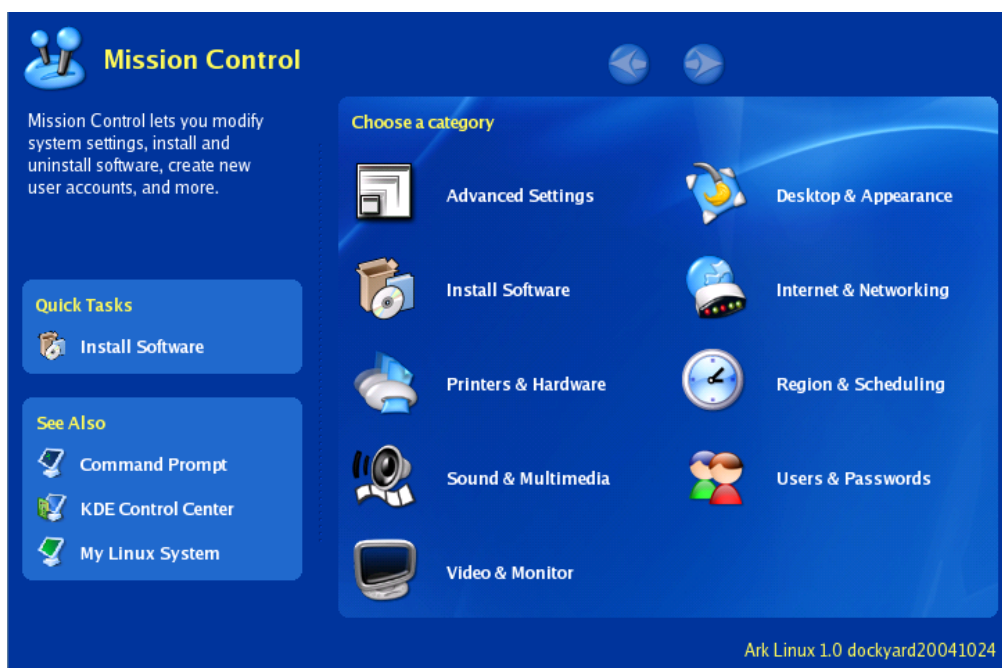 Mission Control
Mission Control lets you modify
system settings, install and
uninstall software, create new
user accounts, and more.
Quick Tasks
Install Software
See Also
Command Prompt
KDE Control Center
My Linux System
Choose a category
Advanced Settings
Desktop & Appearance
Install Software
Internet & Networking
Printers & Hardware
Region & Scheduling
Sound & Multimedia
Users & Passwords
Video & Monitor
Ark Linux 1.0 dockyard20041024